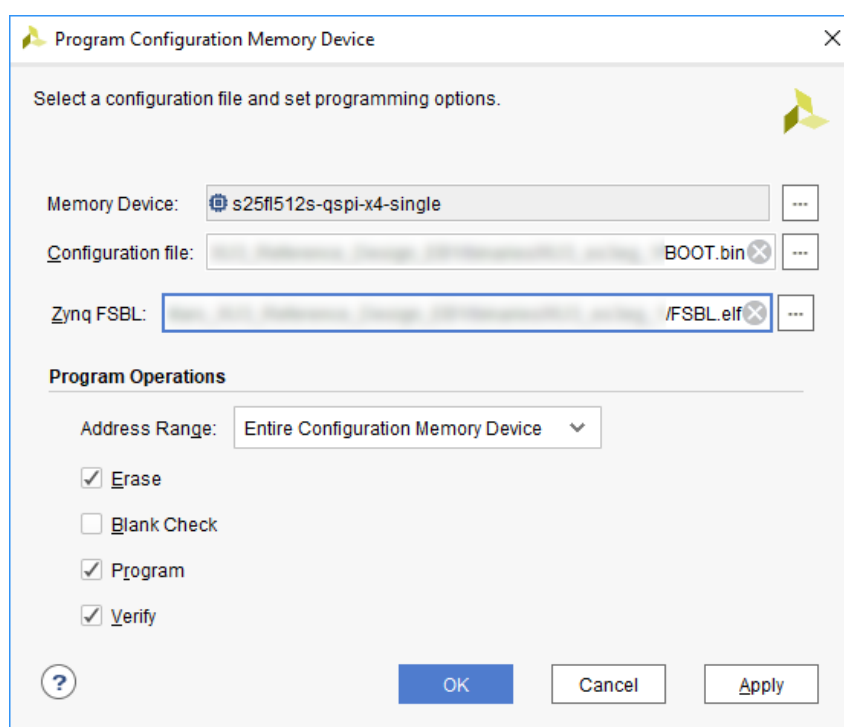 Program Configuration Memory Device
Select a configuration file and set programming options.
Memory Device: s25fl512s-qspi-x4-single ...
Configuration file: BOOT.bin ...
Zynq FSBL: /FSBL.elf ...
Program Operations
Address Range: Entire Configuration Memory Device
Erase
Blank Check
Program
Verify
? OK Cancel Apply